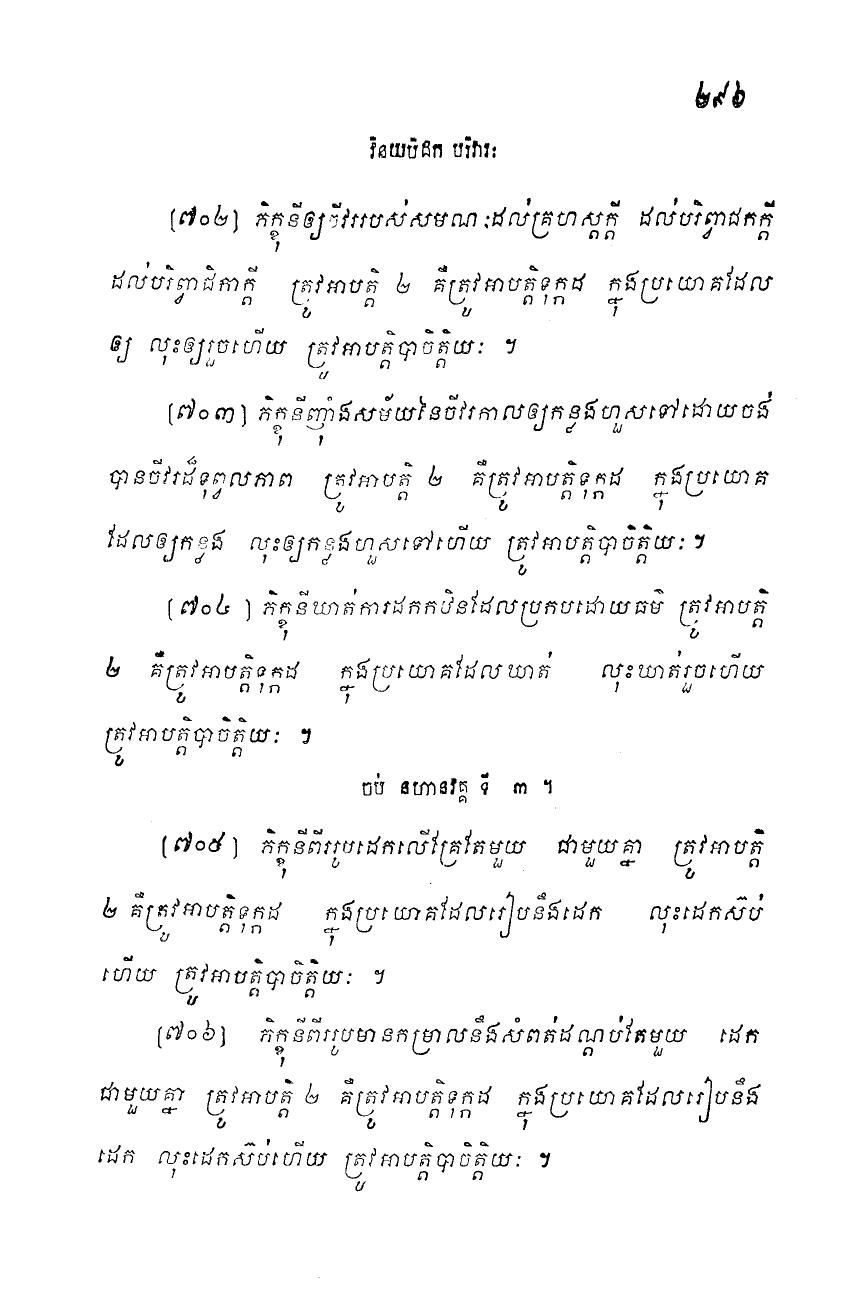 ២៩៦
វិនយបិដក បរិវារៈ
(៧០២) ភិក្ខុនីឲ្យចីវររបស់សមណៈដល់គ្រហស្តក្តី ដល់បរិព្វាជកក្តី
ដល់បរិព្វាជិកាក្តី ត្រូវអាបត្តិ ២ គឺត្រូវអាបត្តិទុក្កដ ក្នុងប្រយោគដែល
ឲ្យ លុះឲ្យរួចហើយ ត្រូវអាបត្តិបាចិត្តិយៈ ។
(៧០៣) ភិក្ខុនីញ៉ាំងសម័យនៃចីវរកាលឲ្យកន្លងហួសទៅដោយចង់
បានចីវរដ៏ទុព្វលភាព ត្រូវអាបត្តិ ២ គឺត្រូវអាបត្តិទុក្កដ ក្នុងប្រយោគ
ដែលឲ្យកន្លង លុះឲ្យកន្លងហួសទៅហើយ ត្រូវអាបត្តិបាចិត្តិយៈ ។
(៧០៤) ភិក្ខុនីឃាត់ការដកកឋិនដែលប្រកបដោយធម៌ ត្រូវអាបត្តិ
២ គឺត្រូវអាបត្តិទុក្កដ ក្នុងប្រយោគដែលឃាត់ លុះឃាត់រួចហើយ
ត្រូវអាបត្តិបាចិត្តិយៈ ។
ចប់ នហានវគ្គ ទី ៣ ។
(៧០៥) ភិក្ខុនីពីររូបដេកលើគ្រែតែមួយ ជាមួយគ្នា ត្រូវអាបត្តិ
២ គឺត្រូវអាបត្តិទុក្កដ ក្នុងប្រយោគដែលរៀបនឹងដេក លុះដេកស៊ប់
ហើយ ត្រូវអាបត្តិបាចិត្តិយៈ ។
(៧០៦) ភិក្ខុនីពីររូបមានកម្រាលនឹងសំពត់ដណ្តប់តែមួយ ដេក
ជាមួយគ្នា ត្រូវអាបត្តិ ២ គឺត្រូវអាបត្តិទុក្កដ ក្នុងប្រយោគដែលរៀបនឹង
ដេក លុះដេកស៊ប់ហើយ ត្រូវអាបត្តិបាចិត្តិយៈ ។